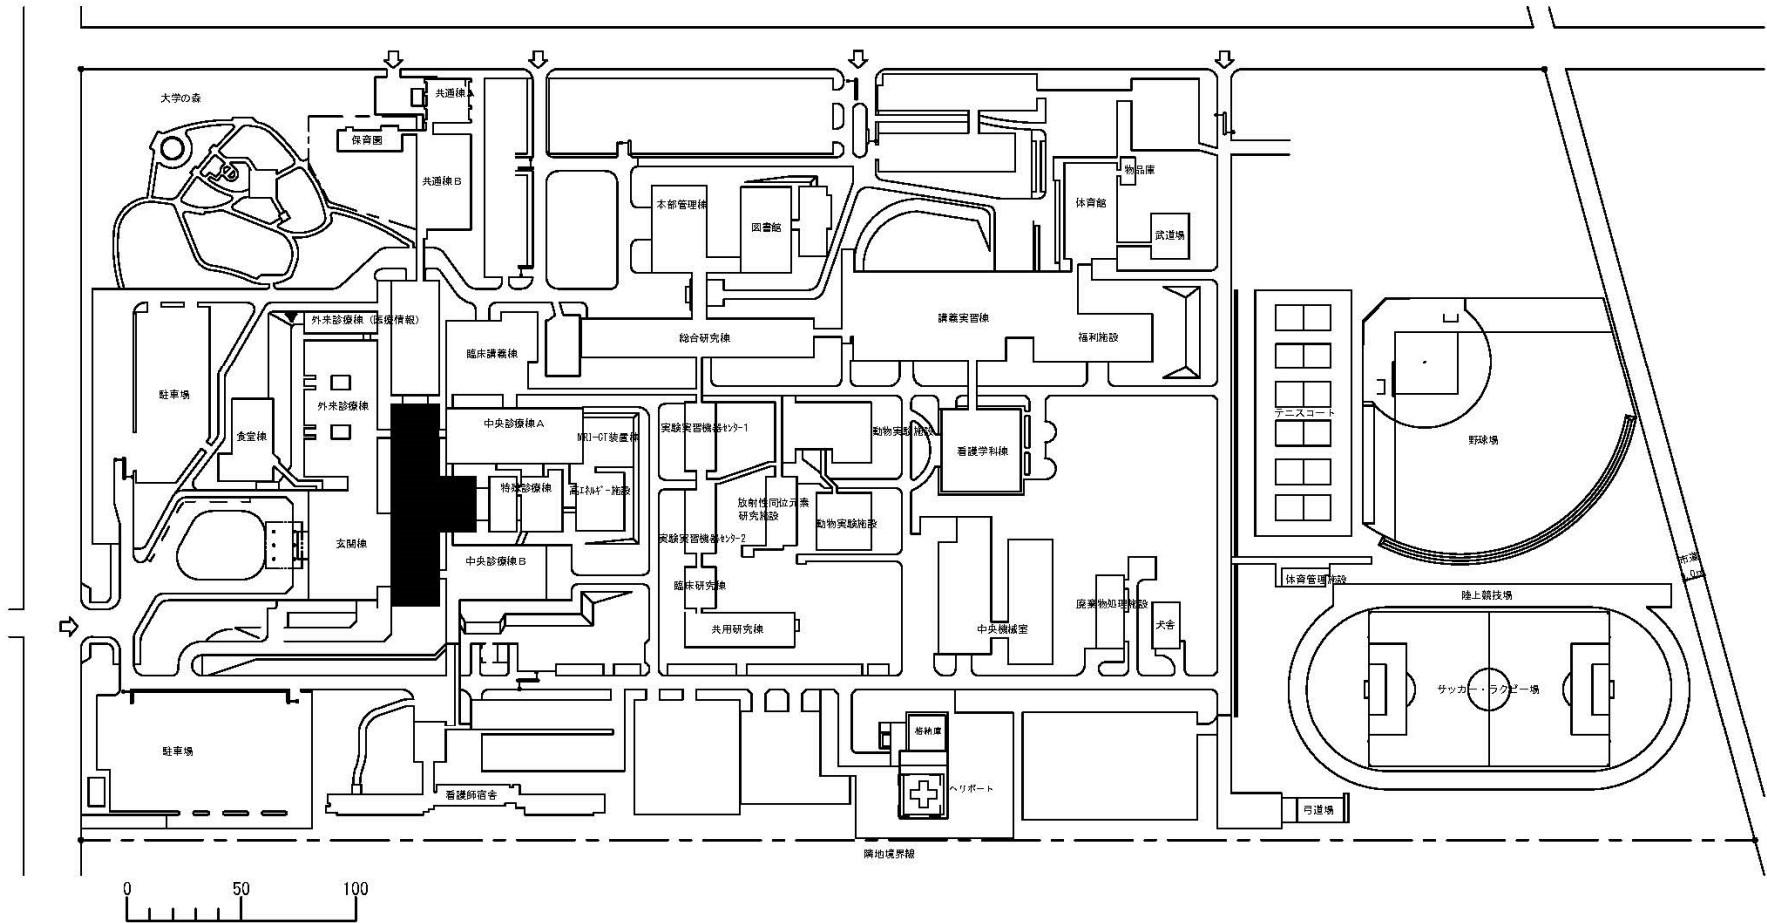 大学の森
共通棟A
保育園
共通棟B
本部管理棟
図書館
体育館
物品庫
武道場
外来診療棟(医療情報)
臨床講義棟
総合研究棟
講義実習棟
福利施設
駐車場
外来診療棟
食堂棟
中央診療棟A
MRI-CT装置棟
実験実習機器センター1
動物実験施設
看護学科棟
テニスコート
野球場
特殊診療棟
高エネルギー施設
放射性同位元素
研究施設
動物実験施設
玄関棟
実験実習機器センター2
中央診療棟B
臨床研究棟
共用研究棟
中央機械室
廃棄物処理施設
犬舎
体育管理施設
市道
陸上競技場
サッカー・ラクビー場
駐車場
看護師宿舎
格納庫
ヘリポート
弓道場
隣地境界線
0 50 100